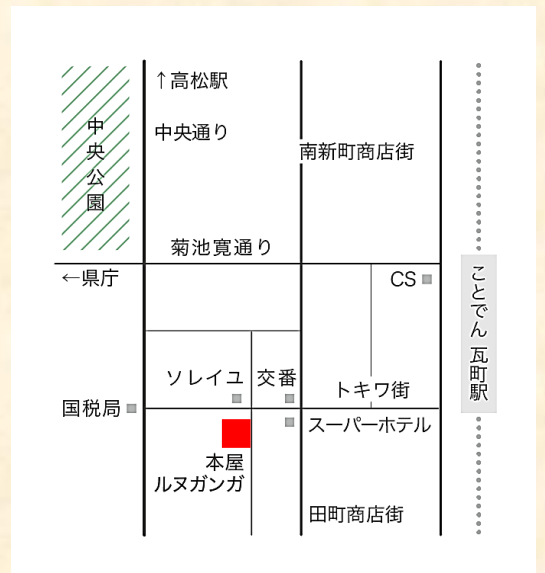 ↑高松駅
中央通り
中央公園
南新町商店街
菊池寛通り
←県庁
CS
ことでん 瓦町駅
ソレイユ
交番
トキワ街
国税局
スーパーホテル
本屋
ルヌガンガ
田町商店街